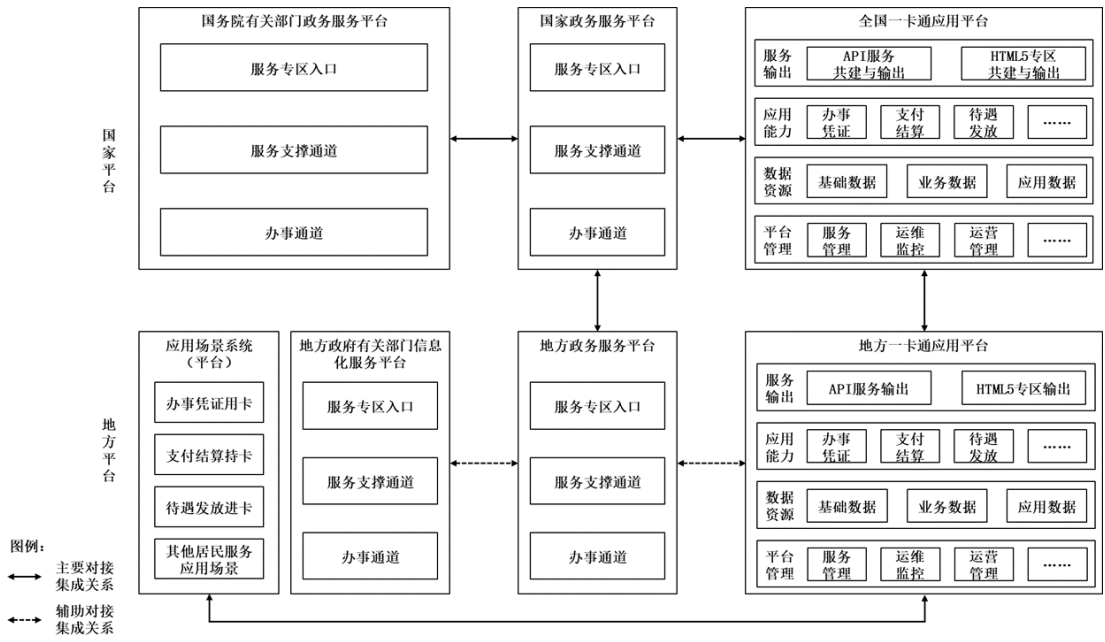 国务院有关部门政务服务平台
服务专区入口
服务支撑通道
办事通道
国家政务服务平台
服务专区入口
服务支撑通道
办事通道
全国一卡通应用平台
服务
输出
API服务
共建与输出
HTML5专区
共建与输出
应用
能力
办事
凭证
支付
结算
待遇
发放
……
数据
资源
基础数据
业务数据
应用数据
平台
管理
服务
管理
运维
监控
运营
管理
……
国家平台
应用场景系统
（平台）
办事凭证用卡
支付结算持卡
待遇发放进卡
其他居民服务
应用场景
地方政府有关部门信息
化服务平台
服务专区入口
服务支撑通道
办事通道
地方政务服务平台
服务专区入口
服务支撑通道
办事通道
地方一卡通应用平台
服务
输出
API服务输出
HTML5专区输出
应用
能力
办事
凭证
支付
结算
待遇
发放
……
数据
资源
基础数据
业务数据
应用数据
平台
管理
服务
管理
运维
监控
运营
管理
……
地方平台
图例：
主要对接
集成关系
辅助对接
集成关系